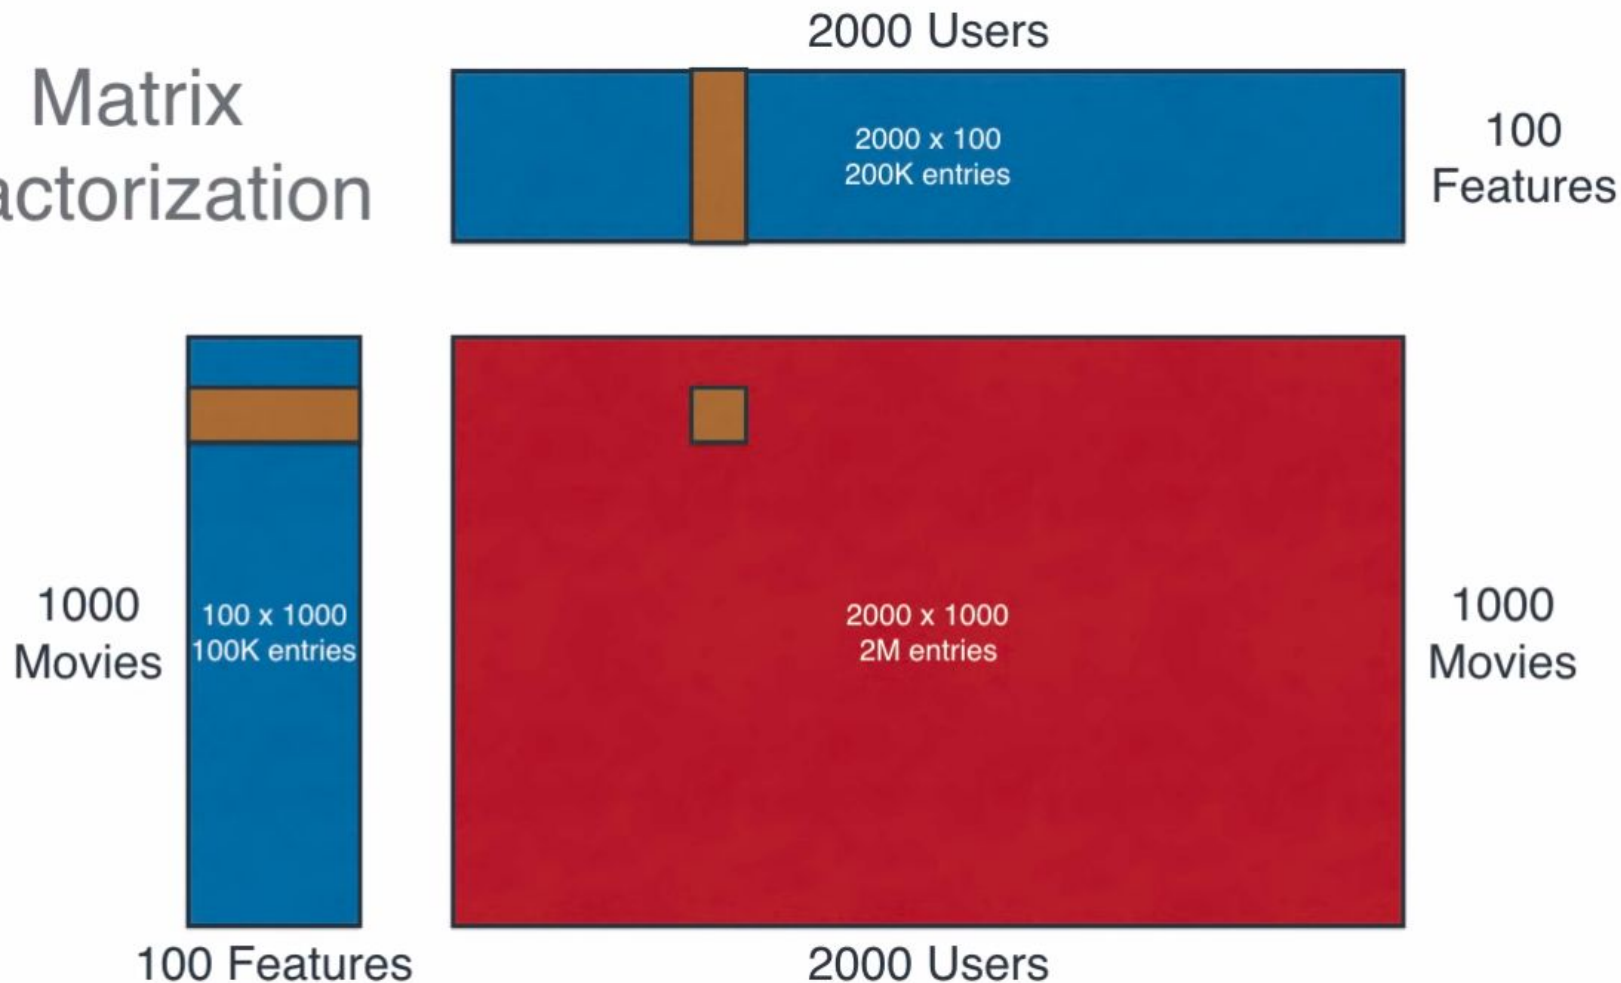 Matrix
actorization
2000 Users
2000 x 100
200K entries
100
Features
1000
Movies
100 x 1000
100K entries
100 Features
2000 x 1000
2M entries
1000
Movies
2000 Users